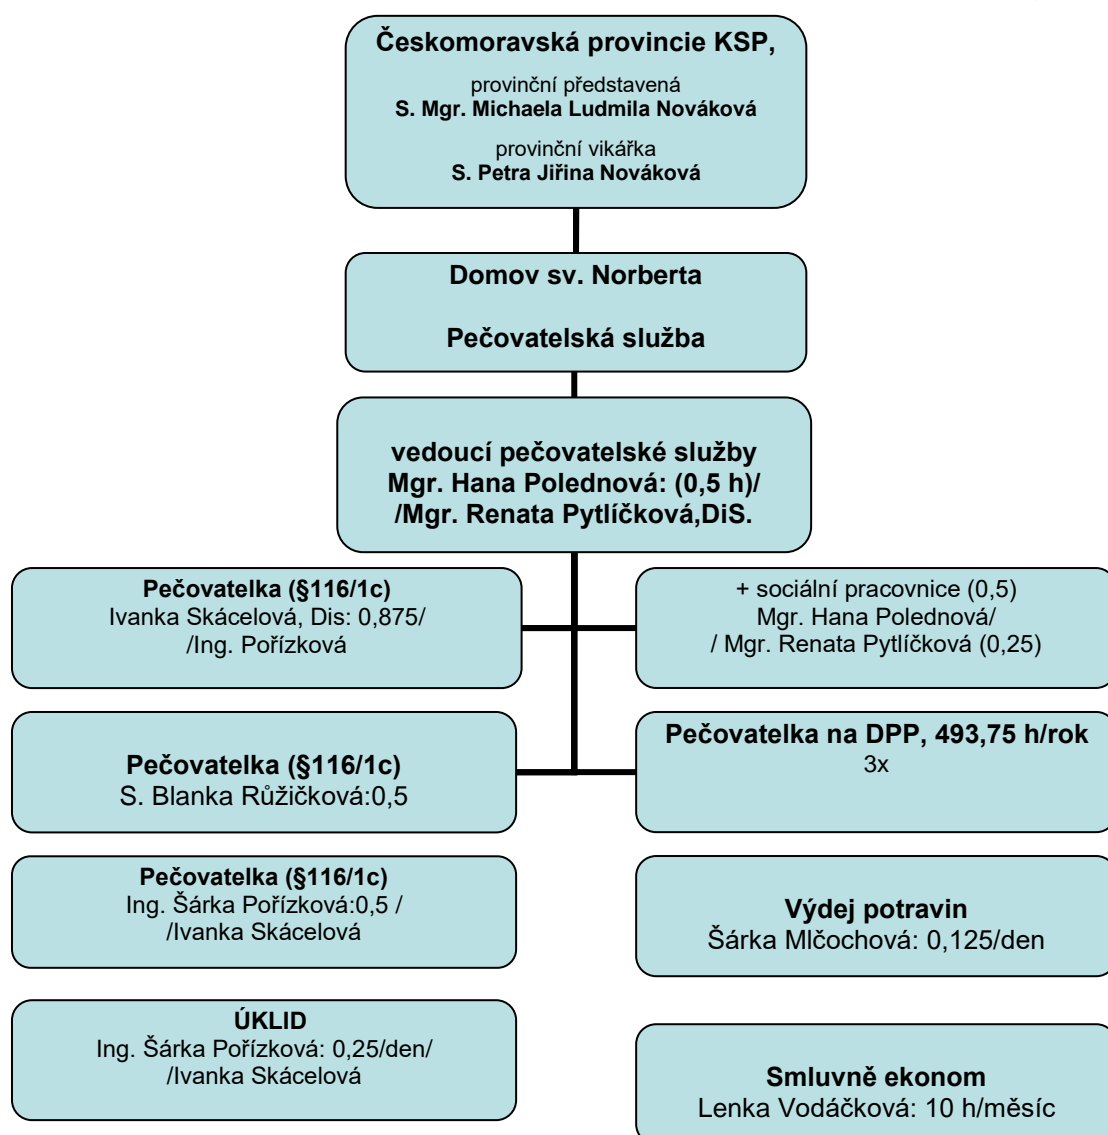 Českomoravská provincie KSP,
provinční představená
S. Mgr. Michaela Ludmila Nováková
provinční vikářka
S. Petra Jiřina Nováková
Domov sv. Norberta
Pečovatelská služba
vedoucí pečovatelské služby
Mgr. Hana Polednová: (0,5 h)/
/Mgr. Renata Pytlíčková,DiS.
Pečovatelka (§116/1c)
Ivanka Skácelová, Dis: 0,875/
/Ing. Pořízková
+ sociální pracovnice (0,5)
Mgr. Hana Polednová/
/ Mgr. Renata Pytlíčková (0,25)
Pečovatelka (§116/1c)
S. Blanka Růžičková:0,5
Pečovatelka na DPP, 493,75 h/rok
3x
Pečovatelka (§116/1c)
Ing. Šárka Pořízková:0,5 /
/Ivanka Skácelová
Výdej potravin
Šárka Mlčochová: 0,125/den
ÚKLID
Ing. Šárka Pořízková: 0,25/den/
/Ivanka Skácelová
Smluvně ekonom
Lenka Vodáčková: 10 h/měsíc